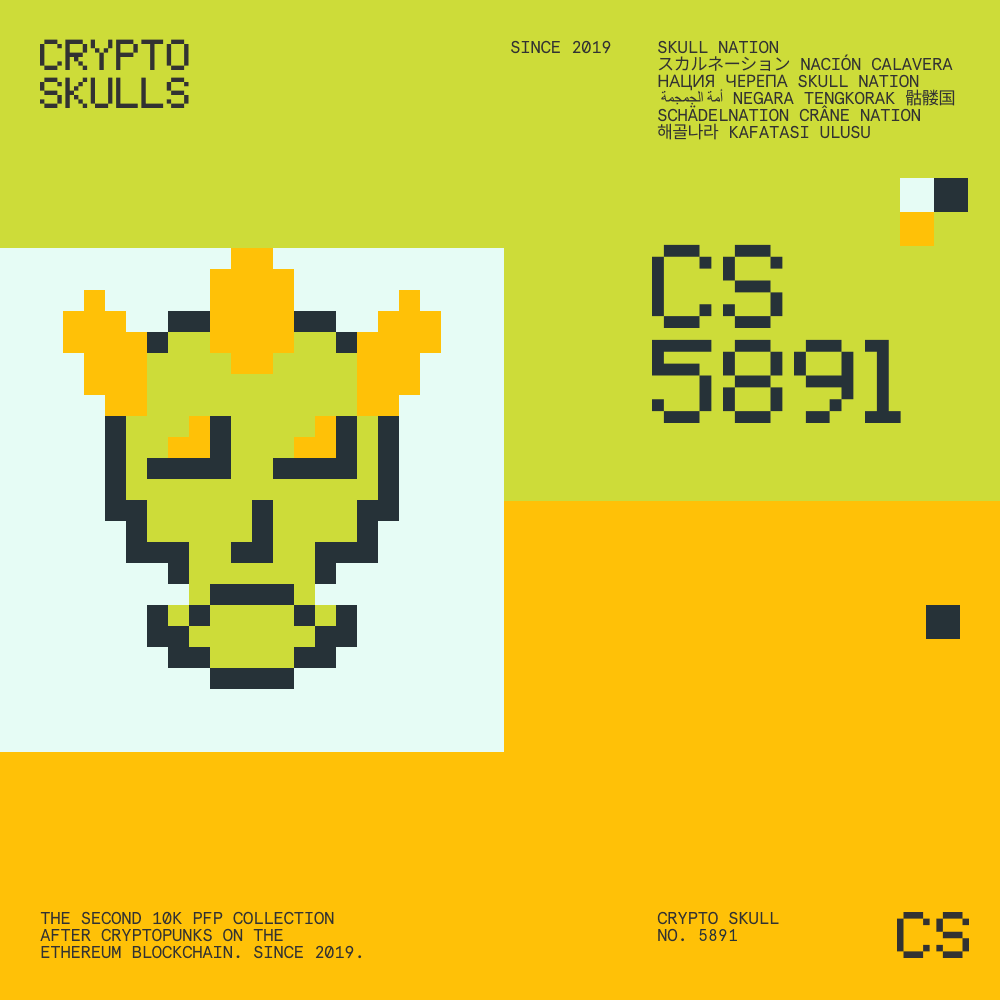 CRYPTO
SKULLS
SINCE 2019
SKULL NATION
スカルネーション NACIÓN CALAVERA
НАЦИЯ ЧЕРЕПА SKULL NATION
أمة الجمجمة NEGARA TENGKORAK 骷髅国
SCHÄDELNATION CRÂNE NATION
해골나라 KAFATASI ULUSU
CS
5891
THE SECOND 10K PFP COLLECTION
AFTER CRYPTOPUNKS ON THE
ETHEREUM BLOCKCHAIN. SINCE 2019.
CRYPTO SKULL
NO. 5891
CS